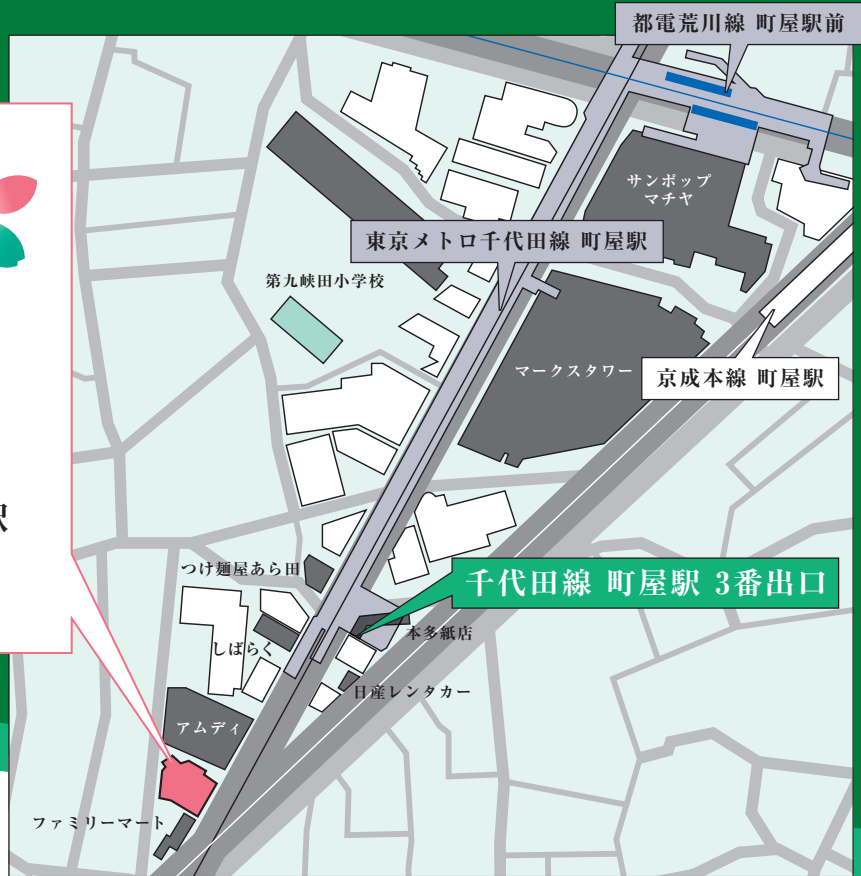 都電荒川線 町屋駅前
サンポップ
マチヤ
東京メトロ千代田線 町屋駅
第九峡田小学校
マークスタワー
京成本線 町屋駅
駅
つけ麺屋あら田
千代田線 町屋駅 3番出口
本多紙店
しばらく
日産レンタカー
アムディ
ファミリーマート